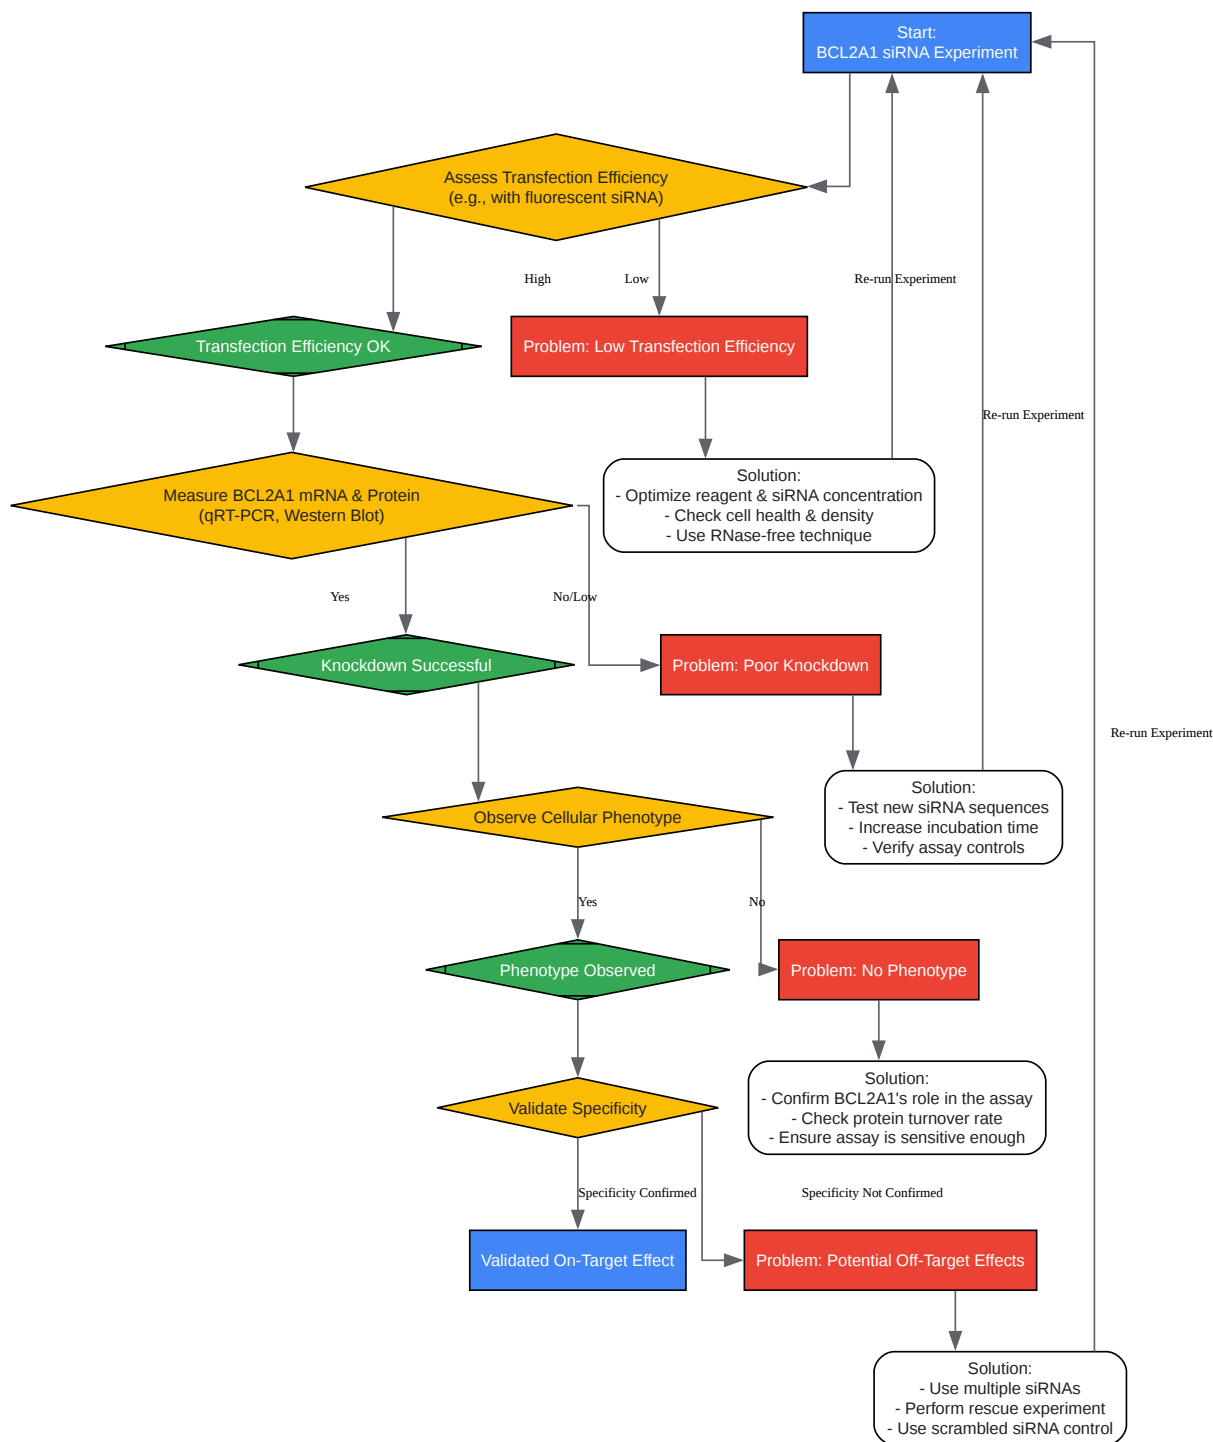 Start:
BCL2A1 siRNA Experiment
Assess Transfection Efficiency
(e.g., with fluorescent siRNA)
High
Low
Re-run Experiment
Transfection Efficiency OK
Problem: Low Transfection Efficiency
Re-run Experiment
Solution:
- Optimize reagent & siRNA concentration
- Check cell health & density
- Use RNase-free technique
Measure BCL2A1 mRNA & Protein
(qRT-PCR, Western Blot)
Yes
No/Low
Knockdown Successful
Problem: Poor Knockdown
Re-run Experiment
Solution:
- Test new siRNA sequences
- Increase incubation time
- Verify assay controls
Observe Cellular Phenotype
Yes
No
Phenotype Observed
Problem: No Phenotype
Solution:
- Confirm BCL2A1's role in the assay
- Check protein turnover rate
- Ensure assay is sensitive enough
Validate Specificity
Specificity Confirmed
Specificity Not Confirmed
Validated On-Target Effect
Problem: Potential Off-Target Effects
Solution:
- Use multiple siRNAs
- Perform rescue experiment
- Use scrambled siRNA control